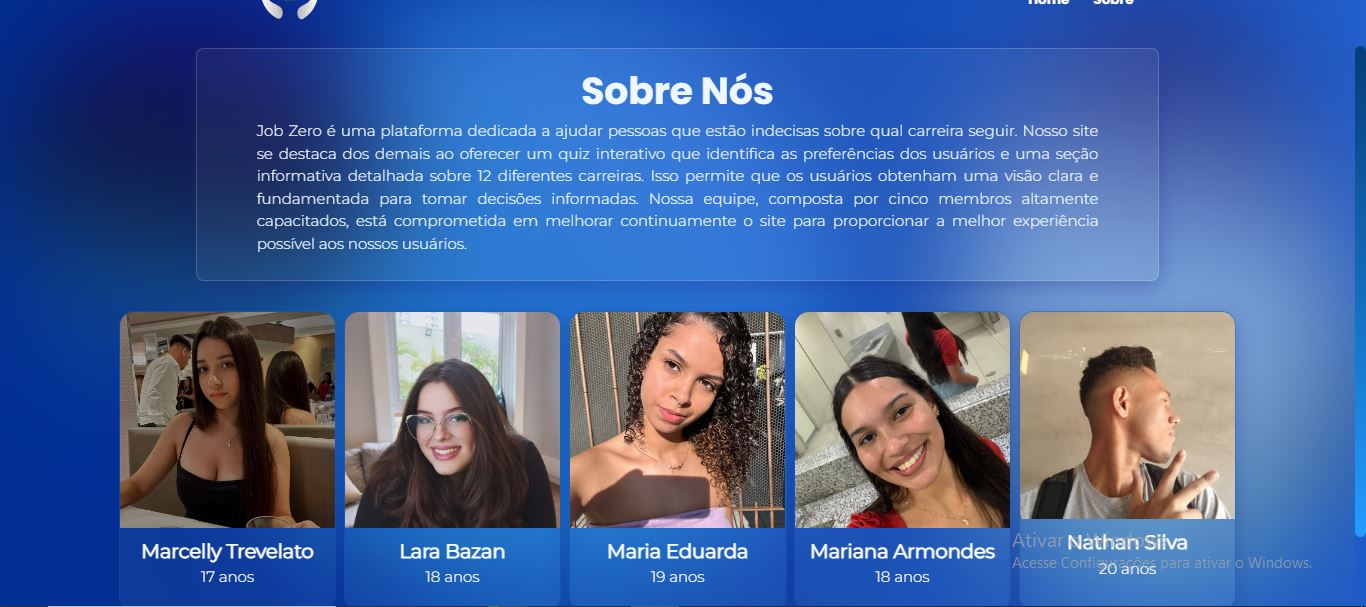 home sobre
Sobre Nós
Job Zero é uma plataforma dedicada a ajudar pessoas que estão indecisas sobre qual carreira seguir. Nosso site
se destaca dos demais ao oferecer um quiz interativo que identifica as preferências dos usuários e uma seção
informativa detalhada sobre 12 diferentes carreiras. Isso permite que os usuários obtenham uma visão clara e
fundamentada para tomar decisões informadas. Nossa equipe, composta por cinco membros altamente
capacitados, está comprometida em melhorar continuamente o site para proporcionar a melhor experiência
possível aos nossos usuários.
Marcelly Trevelato
17 anos
Lara Bazan
18 anos
Maria Eduarda
19 anos
Mariana Armondes
18 anos
Nathan Silva
20 anos
Ativar o Windows
Acesse Configurações para ativar o Windows.